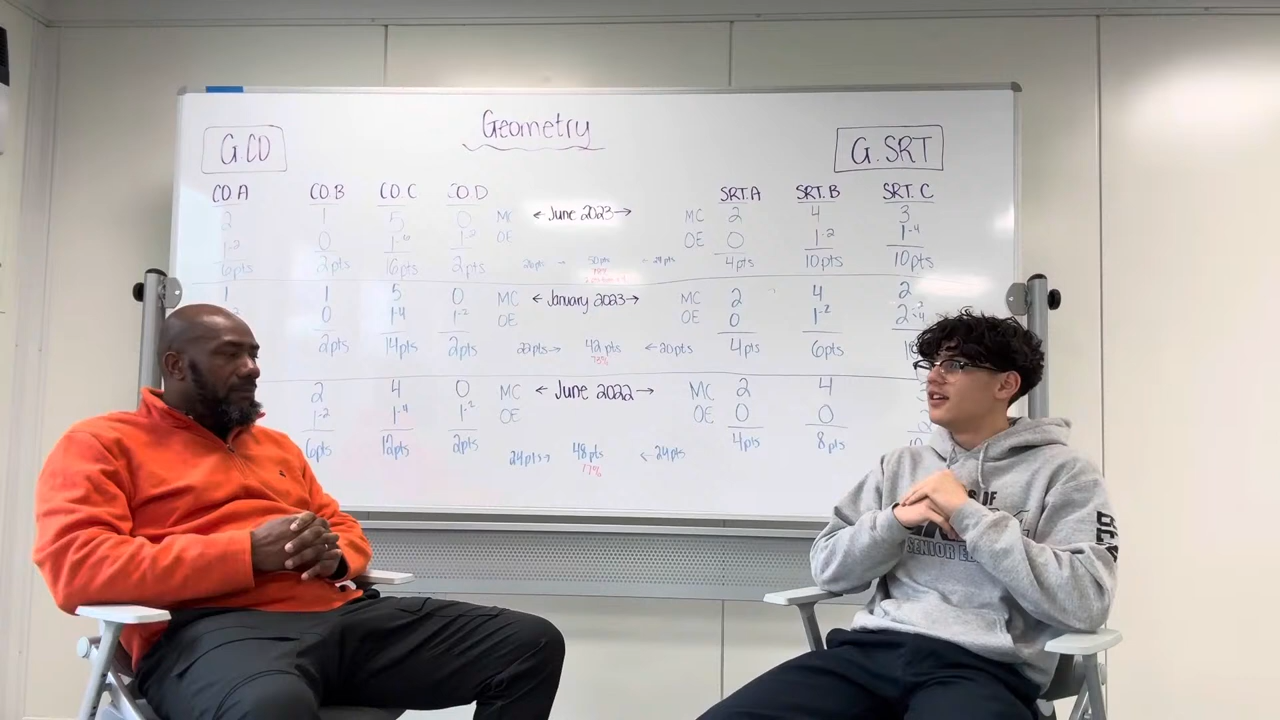 Geometry
G.CO G.SRT
CO.A CO.B CO.C CO.D SRT.A SRT.B SRT.C
2 1 5 0 MC ← June 2023 → MC 2 4 3
1·2 0 1·2 OE OE 0 1·2 1·4
2pts 16pts 2pts 50pts 4pts 10pts 10pts
1 1 5 0 MC ← January 2023 → MC 2 4 2
0 1·4 1·2 OE OE 0 1·2
2pts 14pts 2pts 22pts→ 42pts ←20pts 4pts 6pts
2 4 0 MC ← June 2022 → MC 2 4
1·2 1·4 1·2 OE OE 0 0
6pts 12pts 2pts 24pts→ 48pts ←24pts 4pts 8pts
OF
SENIOR